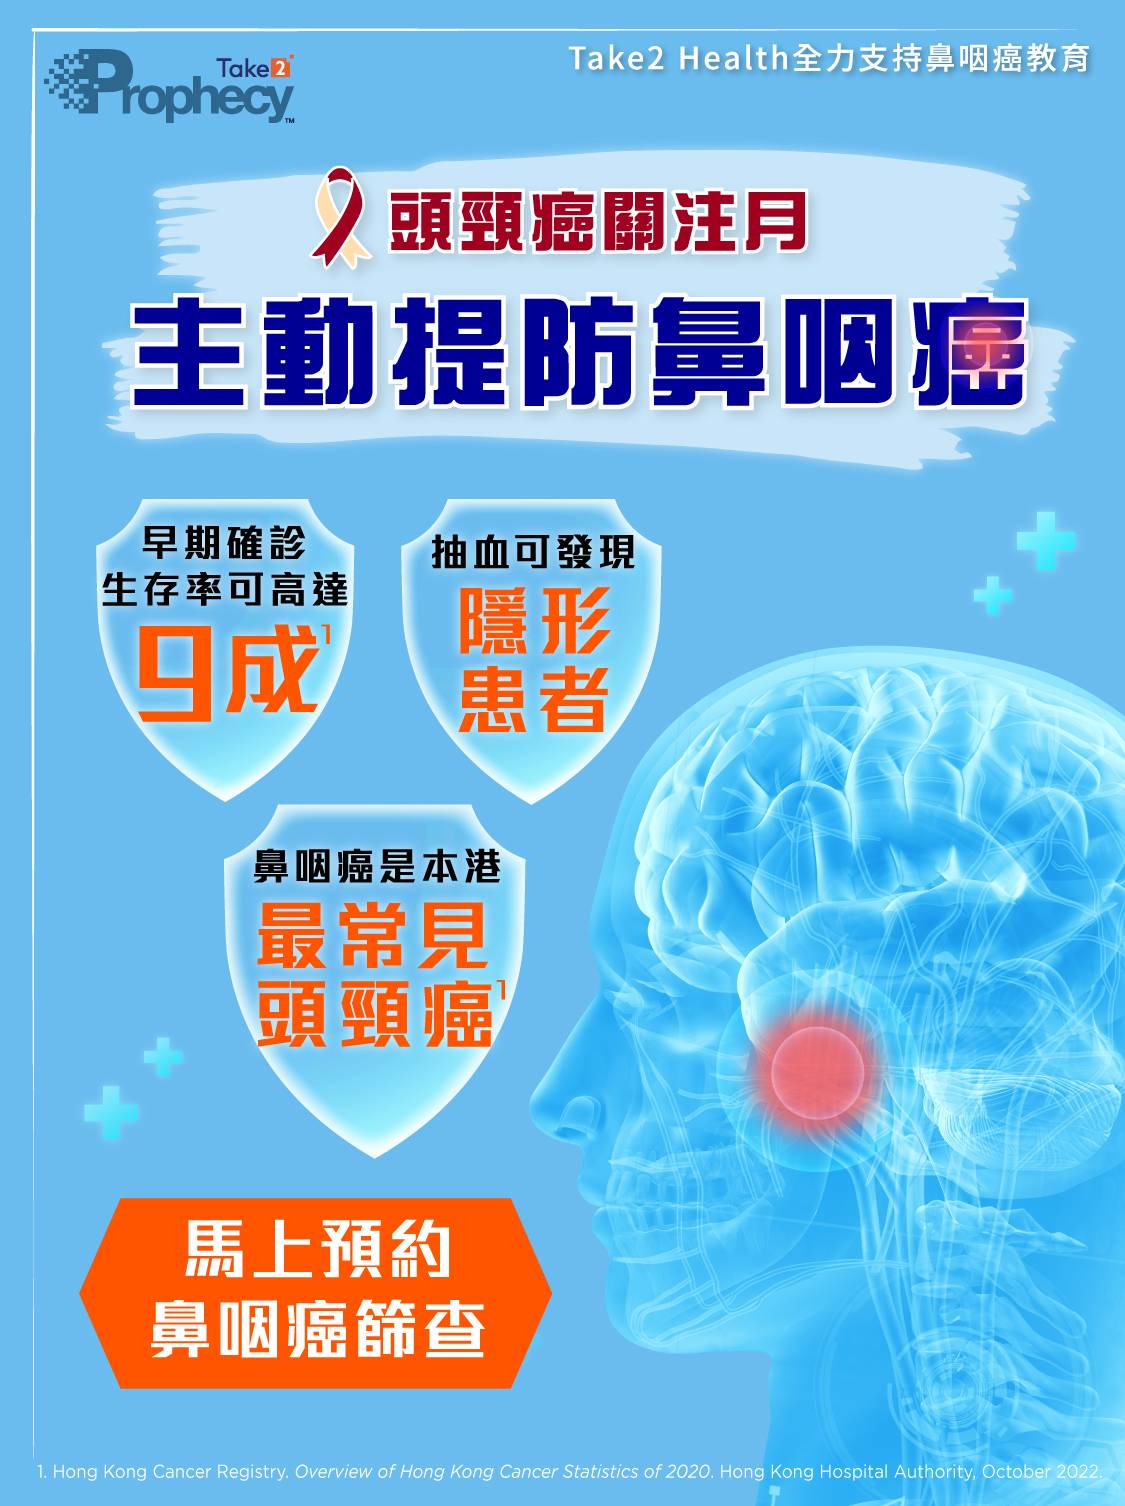 Take2
Prophecy™
Take2 Health全力支持鼻咽癌教育
頭頸癌關注月
主動提防鼻咽癌
早期確診
生存率可高達
9成1
抽血可發現
隱形
患者
鼻咽癌是本港
最常見
頭頸癌1
馬上預約
鼻咽癌篩查
1. Hong Kong Cancer Registry. Overview of Hong Kong Cancer Statistics of 2020. Hong Kong Hospital Authority, October 2022.